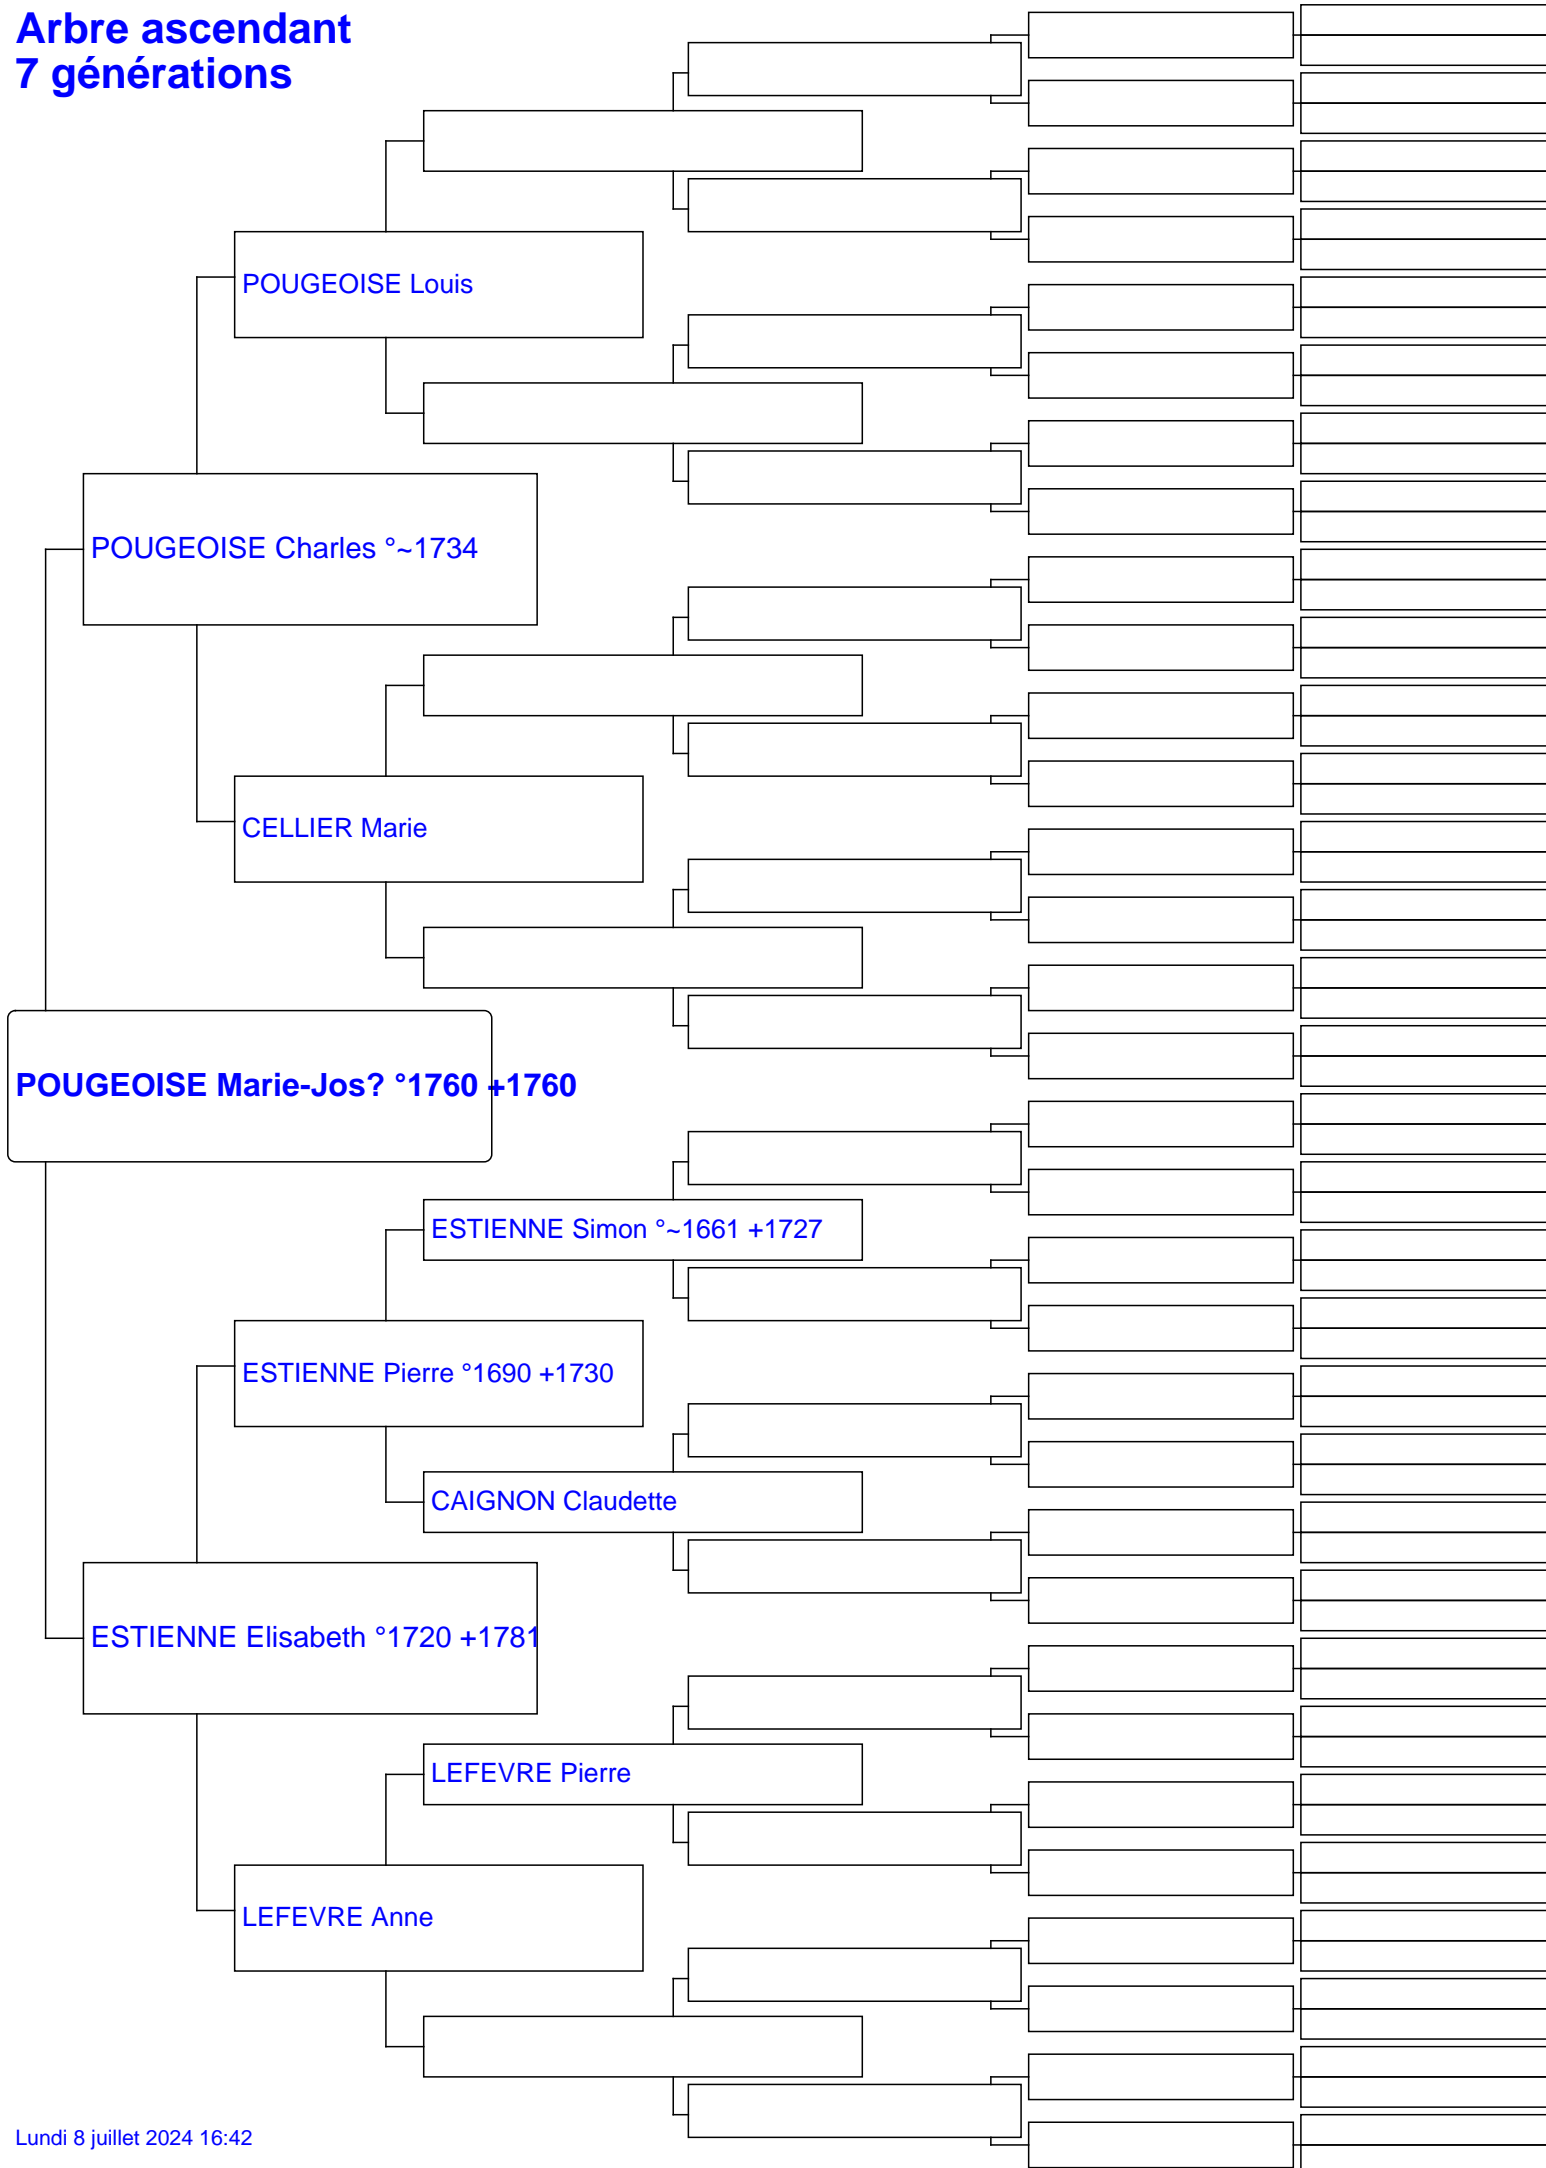 Arbre ascendant
7 générations
POUGEOISE Louis
POUGEOISE Charles °~1734
CELLIER Marie
POUGEOISE Marie-Jos? °1760 +1760
ESTIENNE Simon °~1661 +1727
ESTIENNE Pierre °1690 +1730
CAIGNON Claudette
ESTIENNE Elisabeth °1720 +1781
LEFEVRE Pierre
LEFEVRE Anne
Lundi 8 juillet 2024 16:42